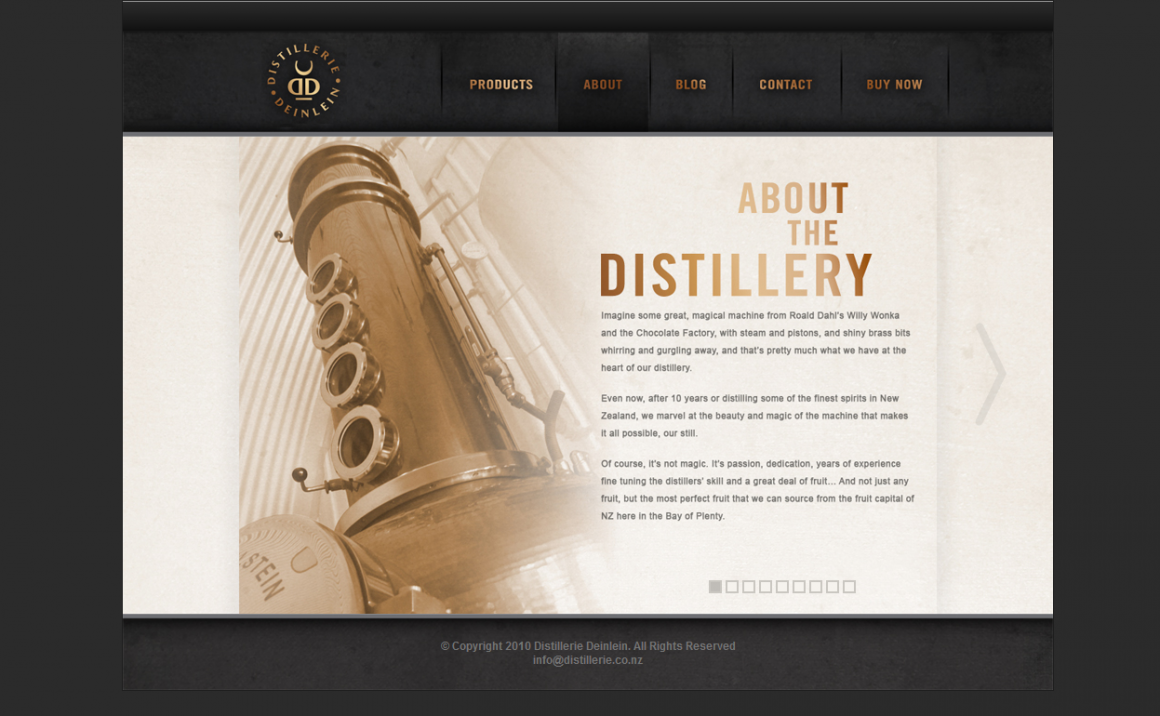 DISTILLERIE DEINLEIN
PRODUCTS ABOUT BLOG CONTACT BUY NOW
ABOUT
THE
DISTILLERY
Imagine some great, magical machine from Roald Dahl's Willy Wonka
and the Chocolate Factory, with steam and pistons, and shiny brass bits
whirring and gurgling away, and that's pretty much what we have at the
heart of our distillery.
Even now, after 10 years or distilling some of the finest spirits in New
Zealand, we marvel at the beauty and magic of the machine that makes
it all possible, our still.
Of course, it's not magic. It's passion, dedication, years of experience
fine tuning the distillers' skill and a great deal of fruit... And not just any
fruit, but the most perfect fruit that we can source from the fruit capital of
NZ here in the Bay of Plenty.
STEIN
© Copyright 2010 Distillerie Deinlein. All Rights Reserved
info@distillerie.co.nz